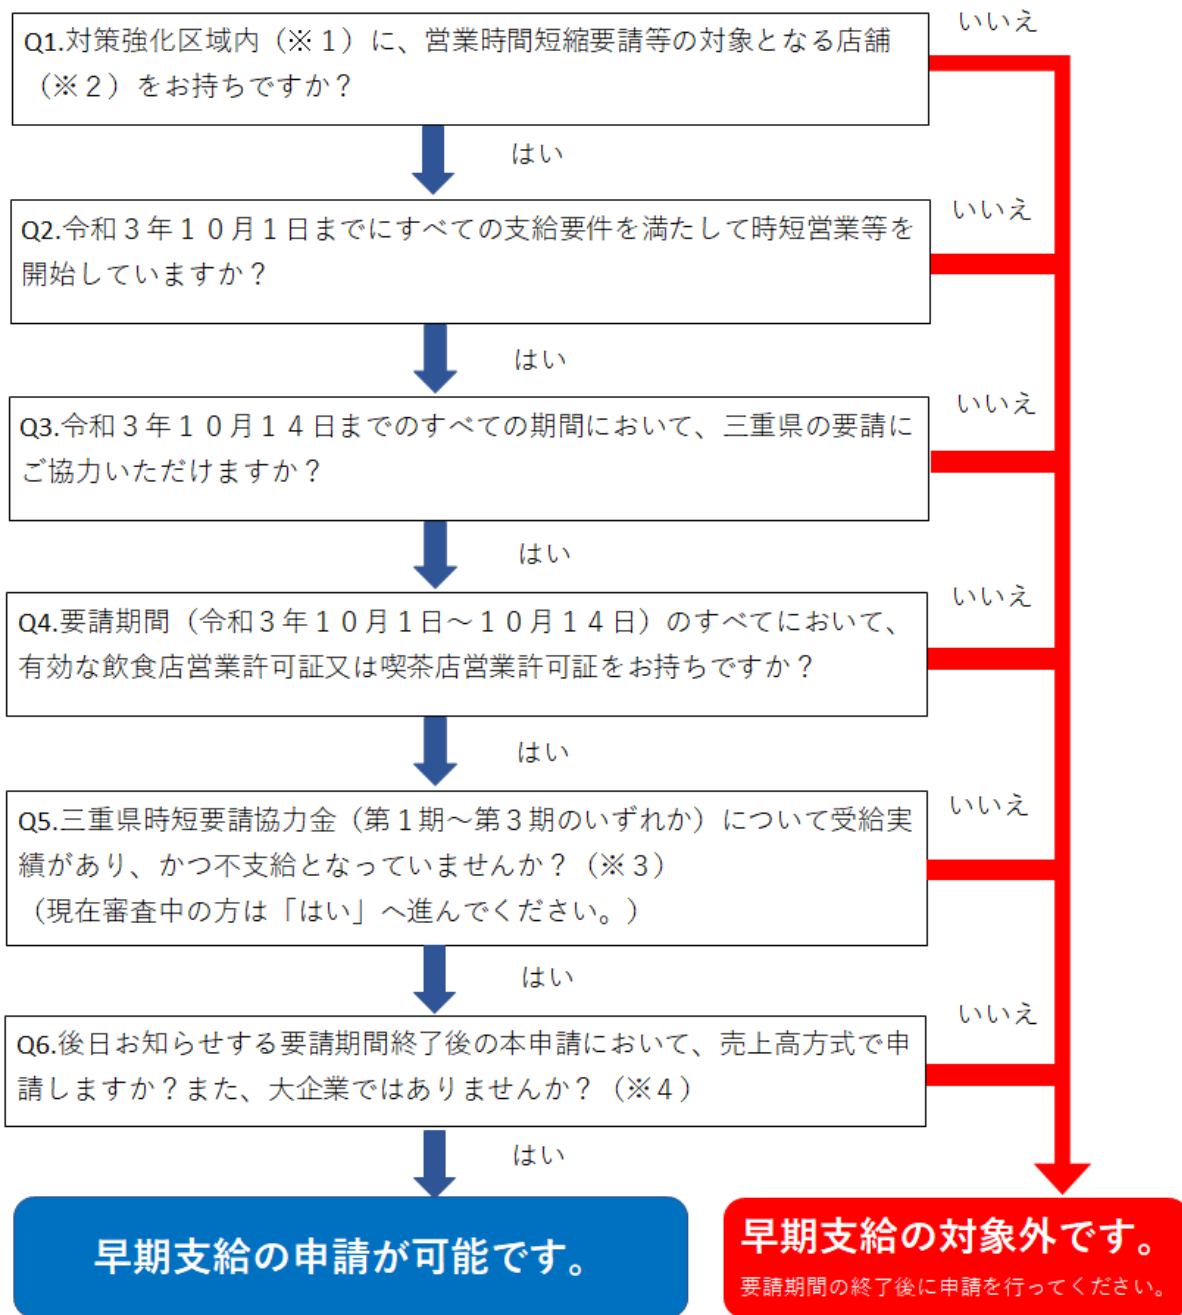 いいえ
Q1.対策強化区域内（※１）に、営業時間短縮要請等の対象となる店舗
（※２）をお持ちですか？
はい
いいえ
Q2.令和３年１０月１日までにすべての支給要件を満たして時短営業等を
開始していますか？
はい
いいえ
Q3.令和３年１０月１４日までのすべての期間において、三重県の要請に
ご協力いただけますか？
はい
いいえ
Q4.要請期間（令和３年１０月１日～１０月１４日）のすべてにおいて、
有効な飲食店営業許可証又は喫茶店営業許可証をお持ちですか？
はい
いいえ
Q5.三重県時短要請協力金（第１期～第３期のいずれか）について受給実
績があり、かつ不支給となっていませんか？（※３）
（現在審査中の方は「はい」へ進んでください。）
はい
いいえ
Q6.後日お知らせする要請期間終了後の本申請において、売上高方式で申
請しますか？また、大企業ではありませんか？（※４）
はい
早期支給の申請が可能です。
早期支給の対象外です。
要請期間の終了後に申請を行ってください。